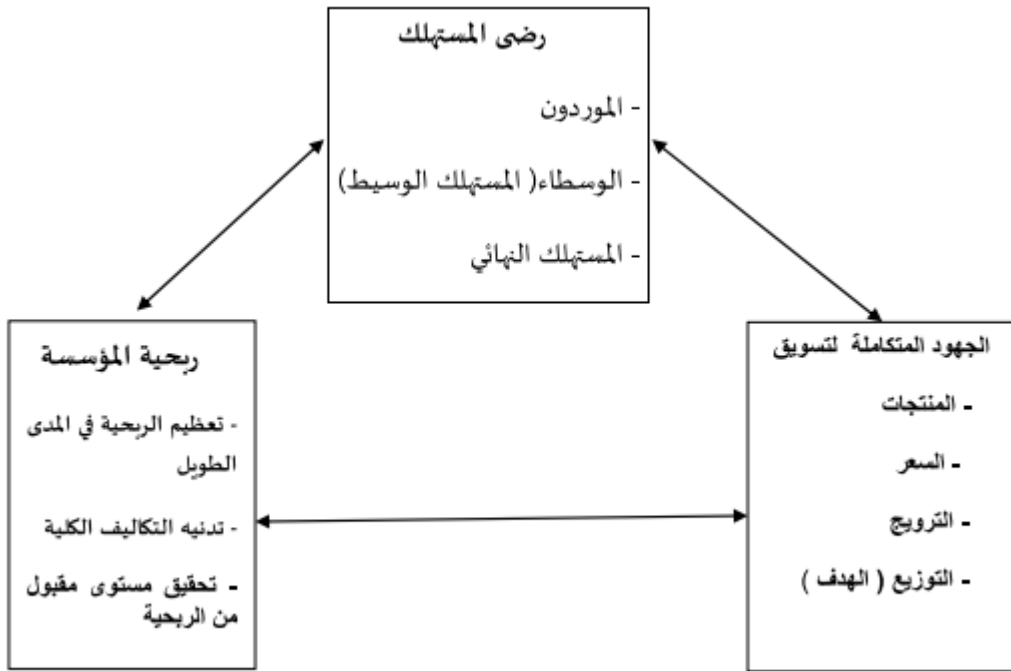 رضى المستهلك
- الموردون
- الوسطاء( المستهلك الوسيط)
- المستهلك النهائي
الجهود المتكاملة لتسويق
- المنتجات
- السعر
- الترويج
- التوزيع ( الهدف )
ربحية المؤسسة
- تعظيم الربحية في المدى
الطويل
- تدنيه التكاليف الكلية
- تحقيق مستوى مقبول
من الربحية